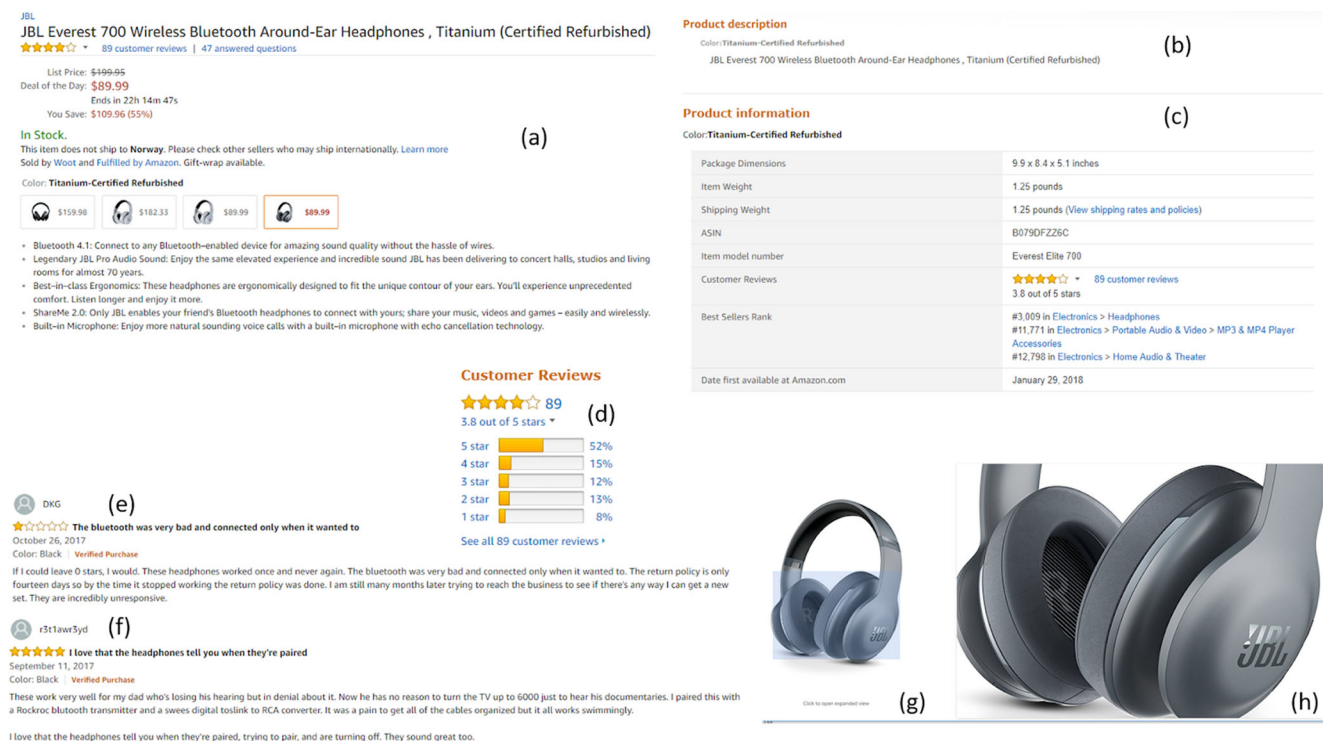 JBL
JBL Everest 700 Wireless Bluetooth Around-Ear Headphones , Titanium (Certified Refurbished)
89 customer reviews | 47 answered questions
List Price: $199.95
Deal of the Day: $89.99
Ends in 22h 14m 47s
You Save: $109.96 (55%)
In Stock.
This item does not ship to Norway. Please check other sellers who may ship internationally. Learn more
Sold by Woot and Fulfilled by Amazon. Gift-wrap available.
(a)
Color: Titanium-Certified Refurbished
$159.98
$182.33
$89.99
$89.99
• Bluetooth 4.1: Connect to any Bluetooth-enabled device for amazing sound quality without the hassle of wires.
• Legendary JBL Pro Audio Sound: Enjoy the same elevated experience and incredible sound JBL has been delivering to concert halls, studios and living
rooms for almost 70 years.
• Best-in-class Ergonomics: These headphones are ergonomically designed to fit the unique contour of your ears. You'll experience unprecedented
comfort. Listen longer and enjoy it more.
• ShareMe 2.0: Only JBL enables your friend's Bluetooth headphones to connect with yours; share your music, videos and games – easily and wirelessly.
• Built-in Microphone: Enjoy more natural sounding voice calls with a built-in microphone with echo cancellation technology.
Product description
(b)
Color:Titanium-Certified Refurbished
JBL Everest 700 Wireless Bluetooth Around-Ear Headphones , Titanium (Certified Refurbished)
Product information
(c)
Color:Titanium-Certified Refurbished
Package Dimensions 9.9 x 8.4 x 5.1 inches
Item Weight 1.25 pounds
Shipping Weight 1.25 pounds (View shipping rates and policies)
ASIN B079DFZZ6C
Item model number Everest Elite 700
Customer Reviews 89 customer reviews
3.8 out of 5 stars
Best Sellers Rank #3,009 in Electronics > Headphones
#11,771 in Electronics > Portable Audio & Video > MP3 & MP4 Player
Accessories
#12,798 in Electronics > Home Audio & Theater
Date first available at Amazon.com January 29, 2018
Customer Reviews
89
3.8 out of 5 stars
(d)
5 star 52%
4 star 15%
3 star 12%
2 star 13%
1 star 8%
See all 89 customer reviews
DKG
(e)
The bluetooth was very bad and connected only when it wanted to
October 26, 2017
Color: Black | Verified Purchase
If I could leave 0 stars, I would. These headphones worked once and never again. The bluetooth was very bad and connected only when it wanted to. The return policy is only
fourteen days so by the time it stopped working the return policy was done. I am still many months later trying to reach the business to see if there's any way I can get a new
set. They are incredibly unresponsive.
r3t1awr3yd
(f)
I love that the headphones tell you when they're paired
September 11, 2017
Color: Black | Verified Purchase
These work very well for my dad who's losing his hearing but in denial about it. Now he has no reason to turn the TV up to 6000 just to hear his documentaries. I paired this with
a Rockroc blutooth transmitter and a swees digital toslink to RCA converter. It was a pain to get all of the cables organized but it all works swimmingly.
I love that the headphones tell you when they're paired, trying to pair, and are turning off. They sound great too.
R
JBL
Click to open expanded view
(g)
R
JBL
(h)